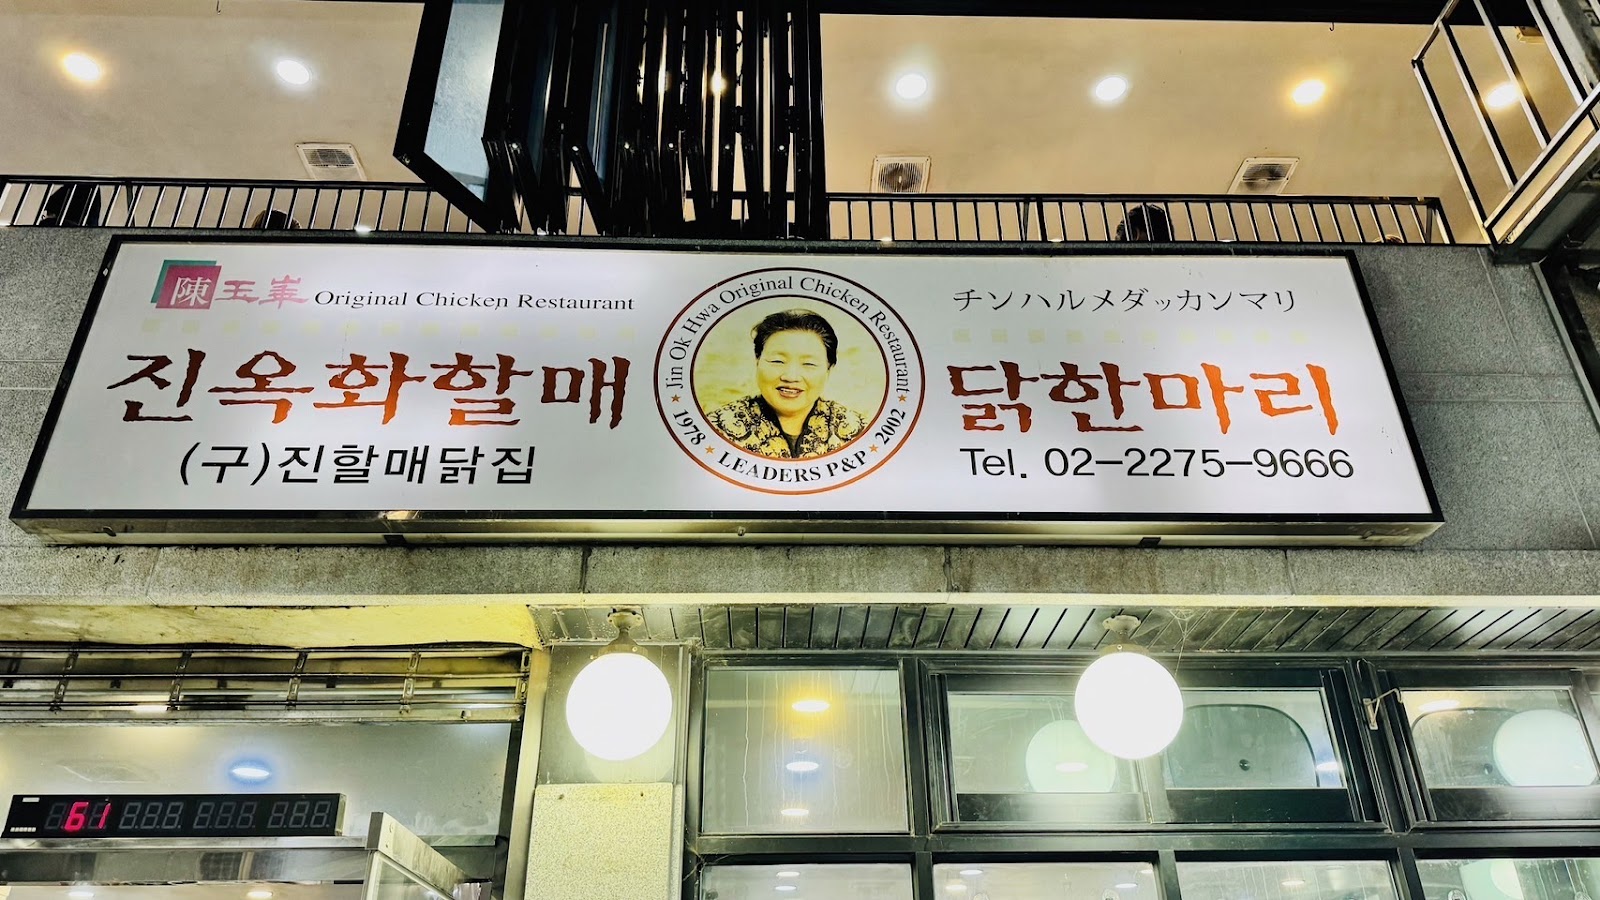 陳玉華 Original Chicken Restaurant
진옥화할매
(구)진할매닭집
Jin Ok Hwa Original Chicken Restaurant
★ 1978 ★ LEADERS P&P ★ 2002 ★
チンハルメダッカンマリ
닭한마리
Tel. 02-2275-9666
61